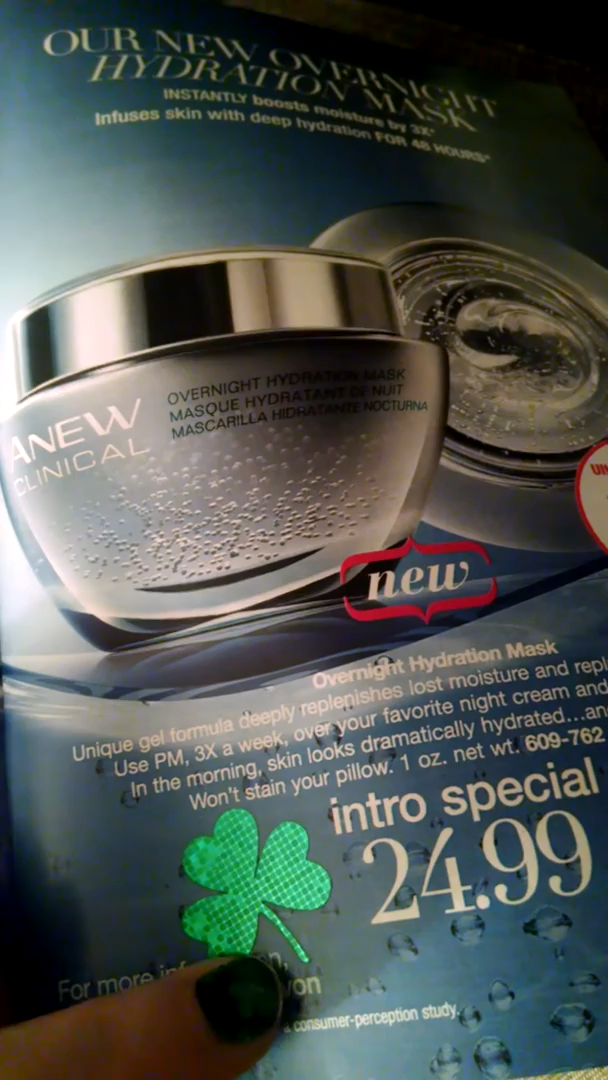 OUR NEW OVERNIGHT
HYDRATION MASK
INSTANTLY boosts moisture by 3X*
Infuses skin with deep hydration FOR 48 HOURS*
ANEW
CLINICAL
OVERNIGHT HYDRATION MASK
MASQUE HYDRATANT DE NUIT
MASCARILLA HIDRATANTE NOCTURNA
new
Overnight Hydration Mask
Unique gel formula deeply replenishes lost moisture and repl
Use PM, 3X a week, over your favorite night cream and
In the morning, skin looks dramatically hydrated...an
Won't stain your pillow. 1 oz. net wt. 609-762
intro special
24.99
For more
consumer-perception study.